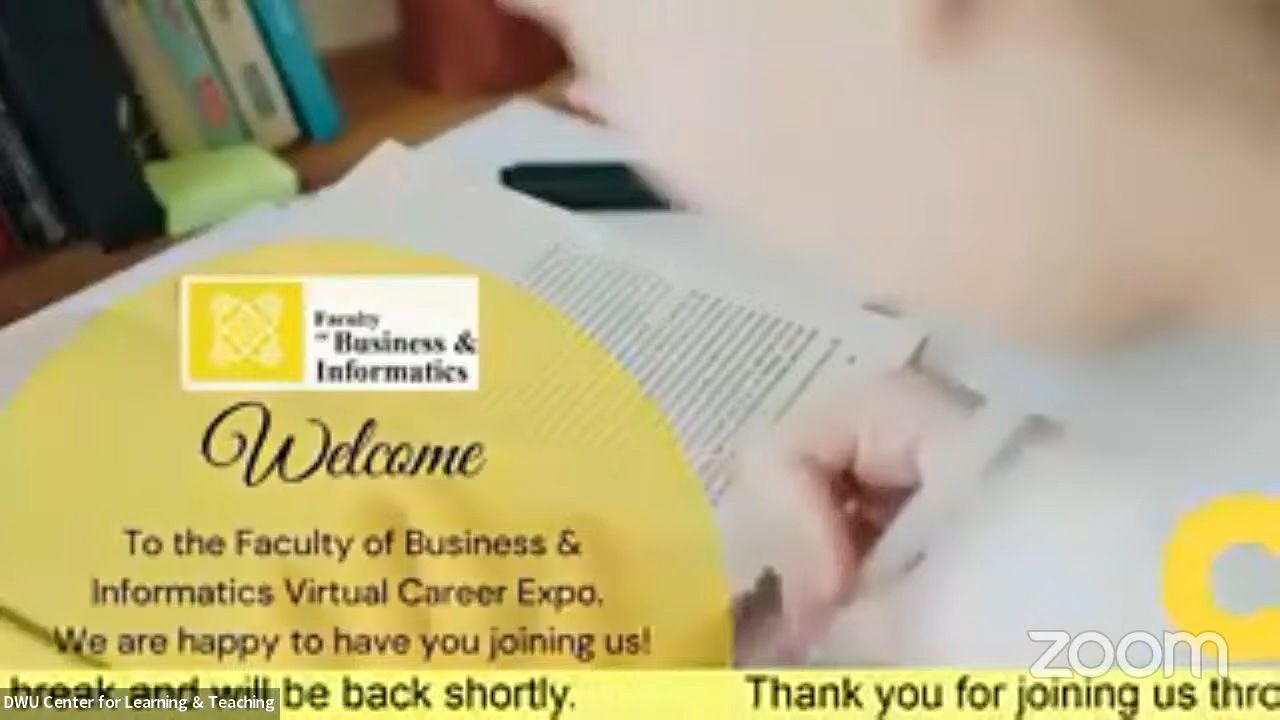 Faculty
of Business &
Informatics
Welcome
To the Faculty of Business &
Informatics Virtual Career Expo.
We are happy to have you joining us!
zoom
break and will be back shortly. Thank you for joining us thro
DWU Center for Learning & Teaching